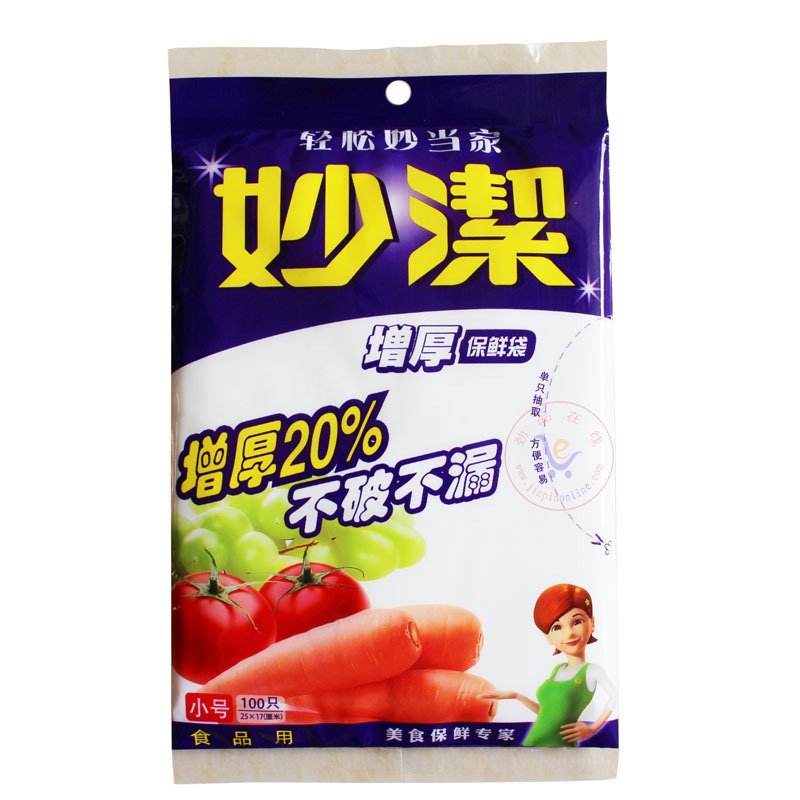 轻松妙当家
妙潔
增厚 保鲜袋
单只抽取 方便容易
增厚20%
不破不漏
小号 100只
25×17(厘米)
食品用 美食保鲜专家